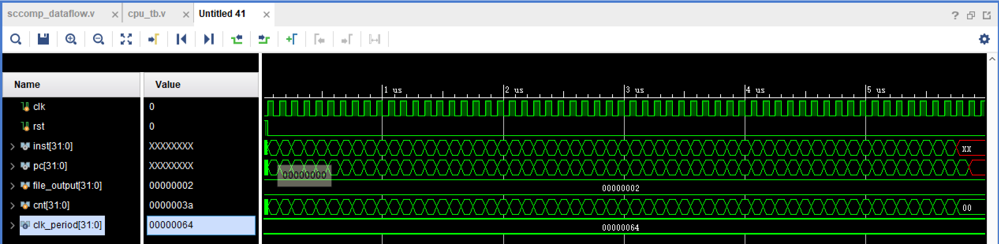 sccomp_dataflow.v × cpu_tb.v × Untitled 41 ×
Name Value
1 us 2 us 3 us 4 us 5 us
clk 0
rst 0
inst[31:0] XXXXXXXX XX
pc[31:0] XXXXXXXX
00000000
file_output[31:0] 00000002 00000002
cnt[31:0] 0000003a 00
clk_period[31:0] 00000064 00000064